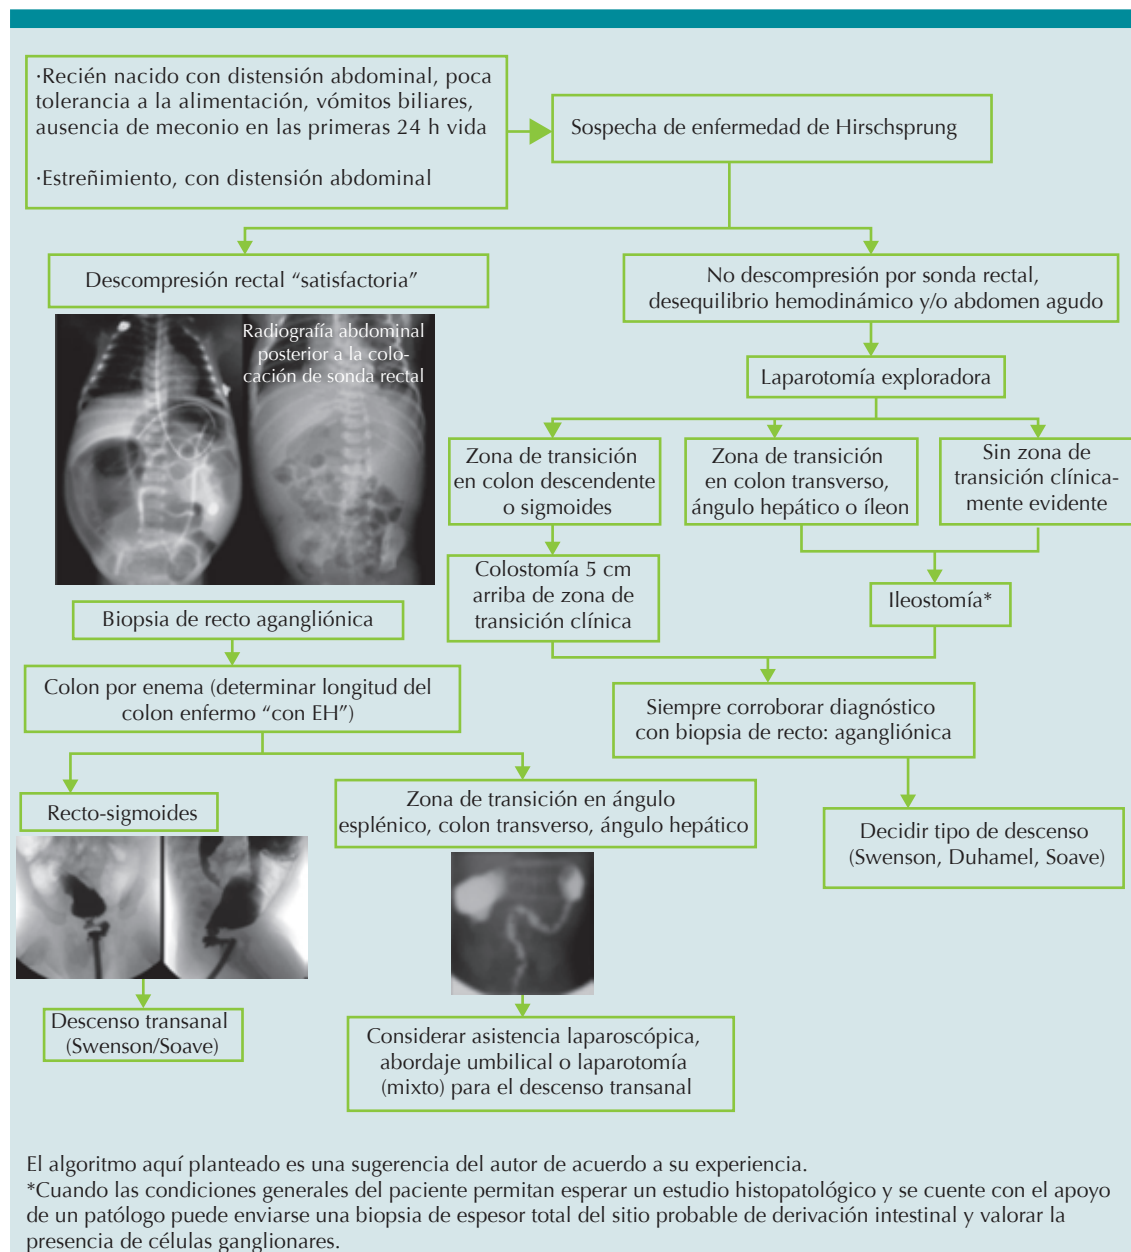 ·Recién nacido con distensión abdominal, poca
tolerancia a la alimentación, vómitos biliares,
ausencia de meconio en las primeras 24 h vida
·Estreñimiento, con distensión abdominal
Sospecha de enfermedad de Hirschsprung
Descompresión rectal “satisfactoria”
No descompresión por sonda rectal,
desequilibrio hemodinámico y/o abdomen agudo
Radiografía abdominal
posterior a la colo-
cación de sonda rectal
Laparotomía exploradora
Zona de transición
en colon descendente
o sigmoides
Zona de transición
en colon transverso,
ángulo hepático o íleon
Sin zona de
transición clínica-
mente evidente
Colostomía 5 cm
arriba de zona de
transición clínica
Ileostomía*
Biopsia de recto agangliónica
Colon por enema (determinar longitud del
colon enfermo “con EH”)
Siempre corroborar diagnóstico
con biopsia de recto: agangliónica
Recto-sigmoides
Zona de transición en ángulo
esplénico, colon transverso, ángulo hepático
Decidir tipo de descenso
(Swenson, Duhamel, Soave)
Descenso transanal
(Swenson/Soave)
Considerar asistencia laparoscópica,
abordaje umbilical o laparotomía
(mixto) para el descenso transanal
El algoritmo aquí planteado es una sugerencia del autor de acuerdo a su experiencia.
*Cuando las condiciones generales del paciente permitan esperar un estudio histopatológico y se cuente con el apoyo
de un patólogo puede enviarse una biopsia de espesor total del sitio probable de derivación intestinal y valorar la
presencia de células ganglionares.